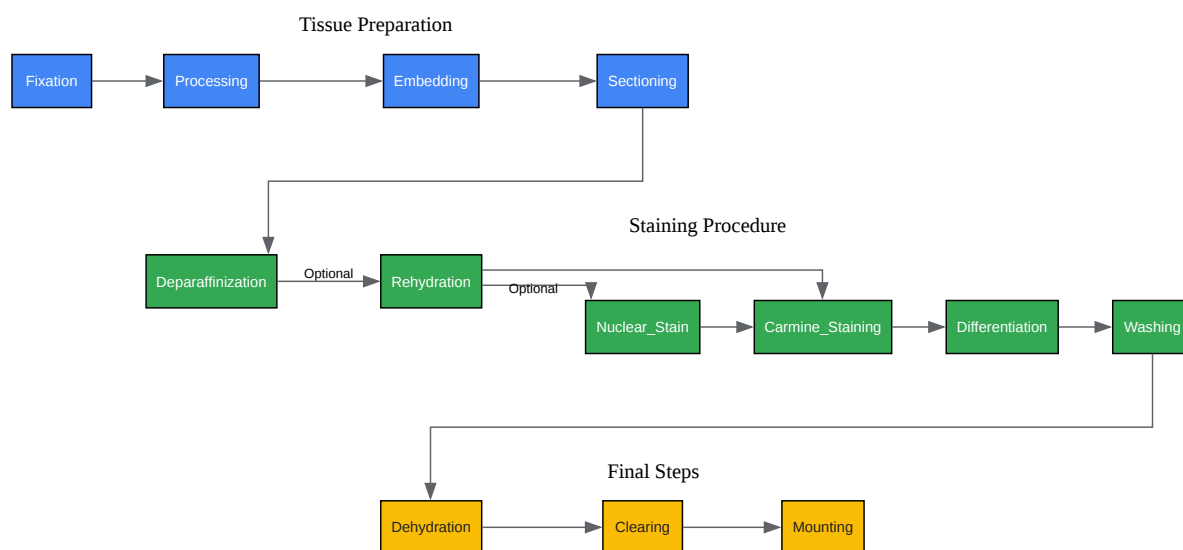 Tissue Preparation
Fixation
Processing
Embedding
Sectioning
Staining Procedure
Deparaffinization
Optional
Rehydration
Optional
Nuclear_Stain
Carmine_Staining
Differentiation
Washing
Final Steps
Dehydration
Clearing
Mounting